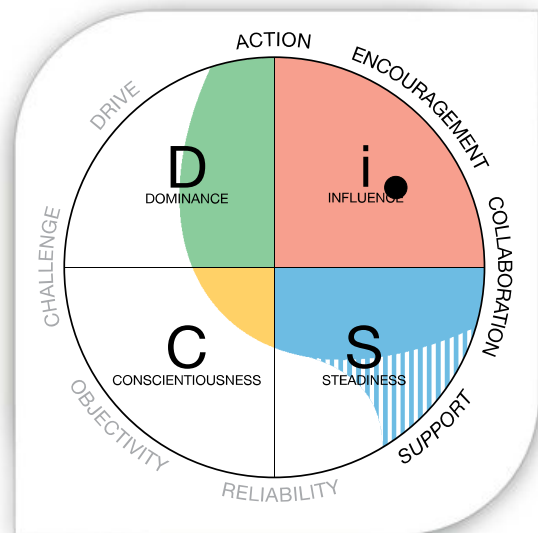 ACTION
ENCOURAGEMENT
DRIVE
D
DOMINANCE
i
INFLUENCE
CHALLENGE
COLLABORATION
C
CONSCIENTIOUSNESS
S
STEADINESS
OBJECTIVITY
SUPPORT
RELIABILITY